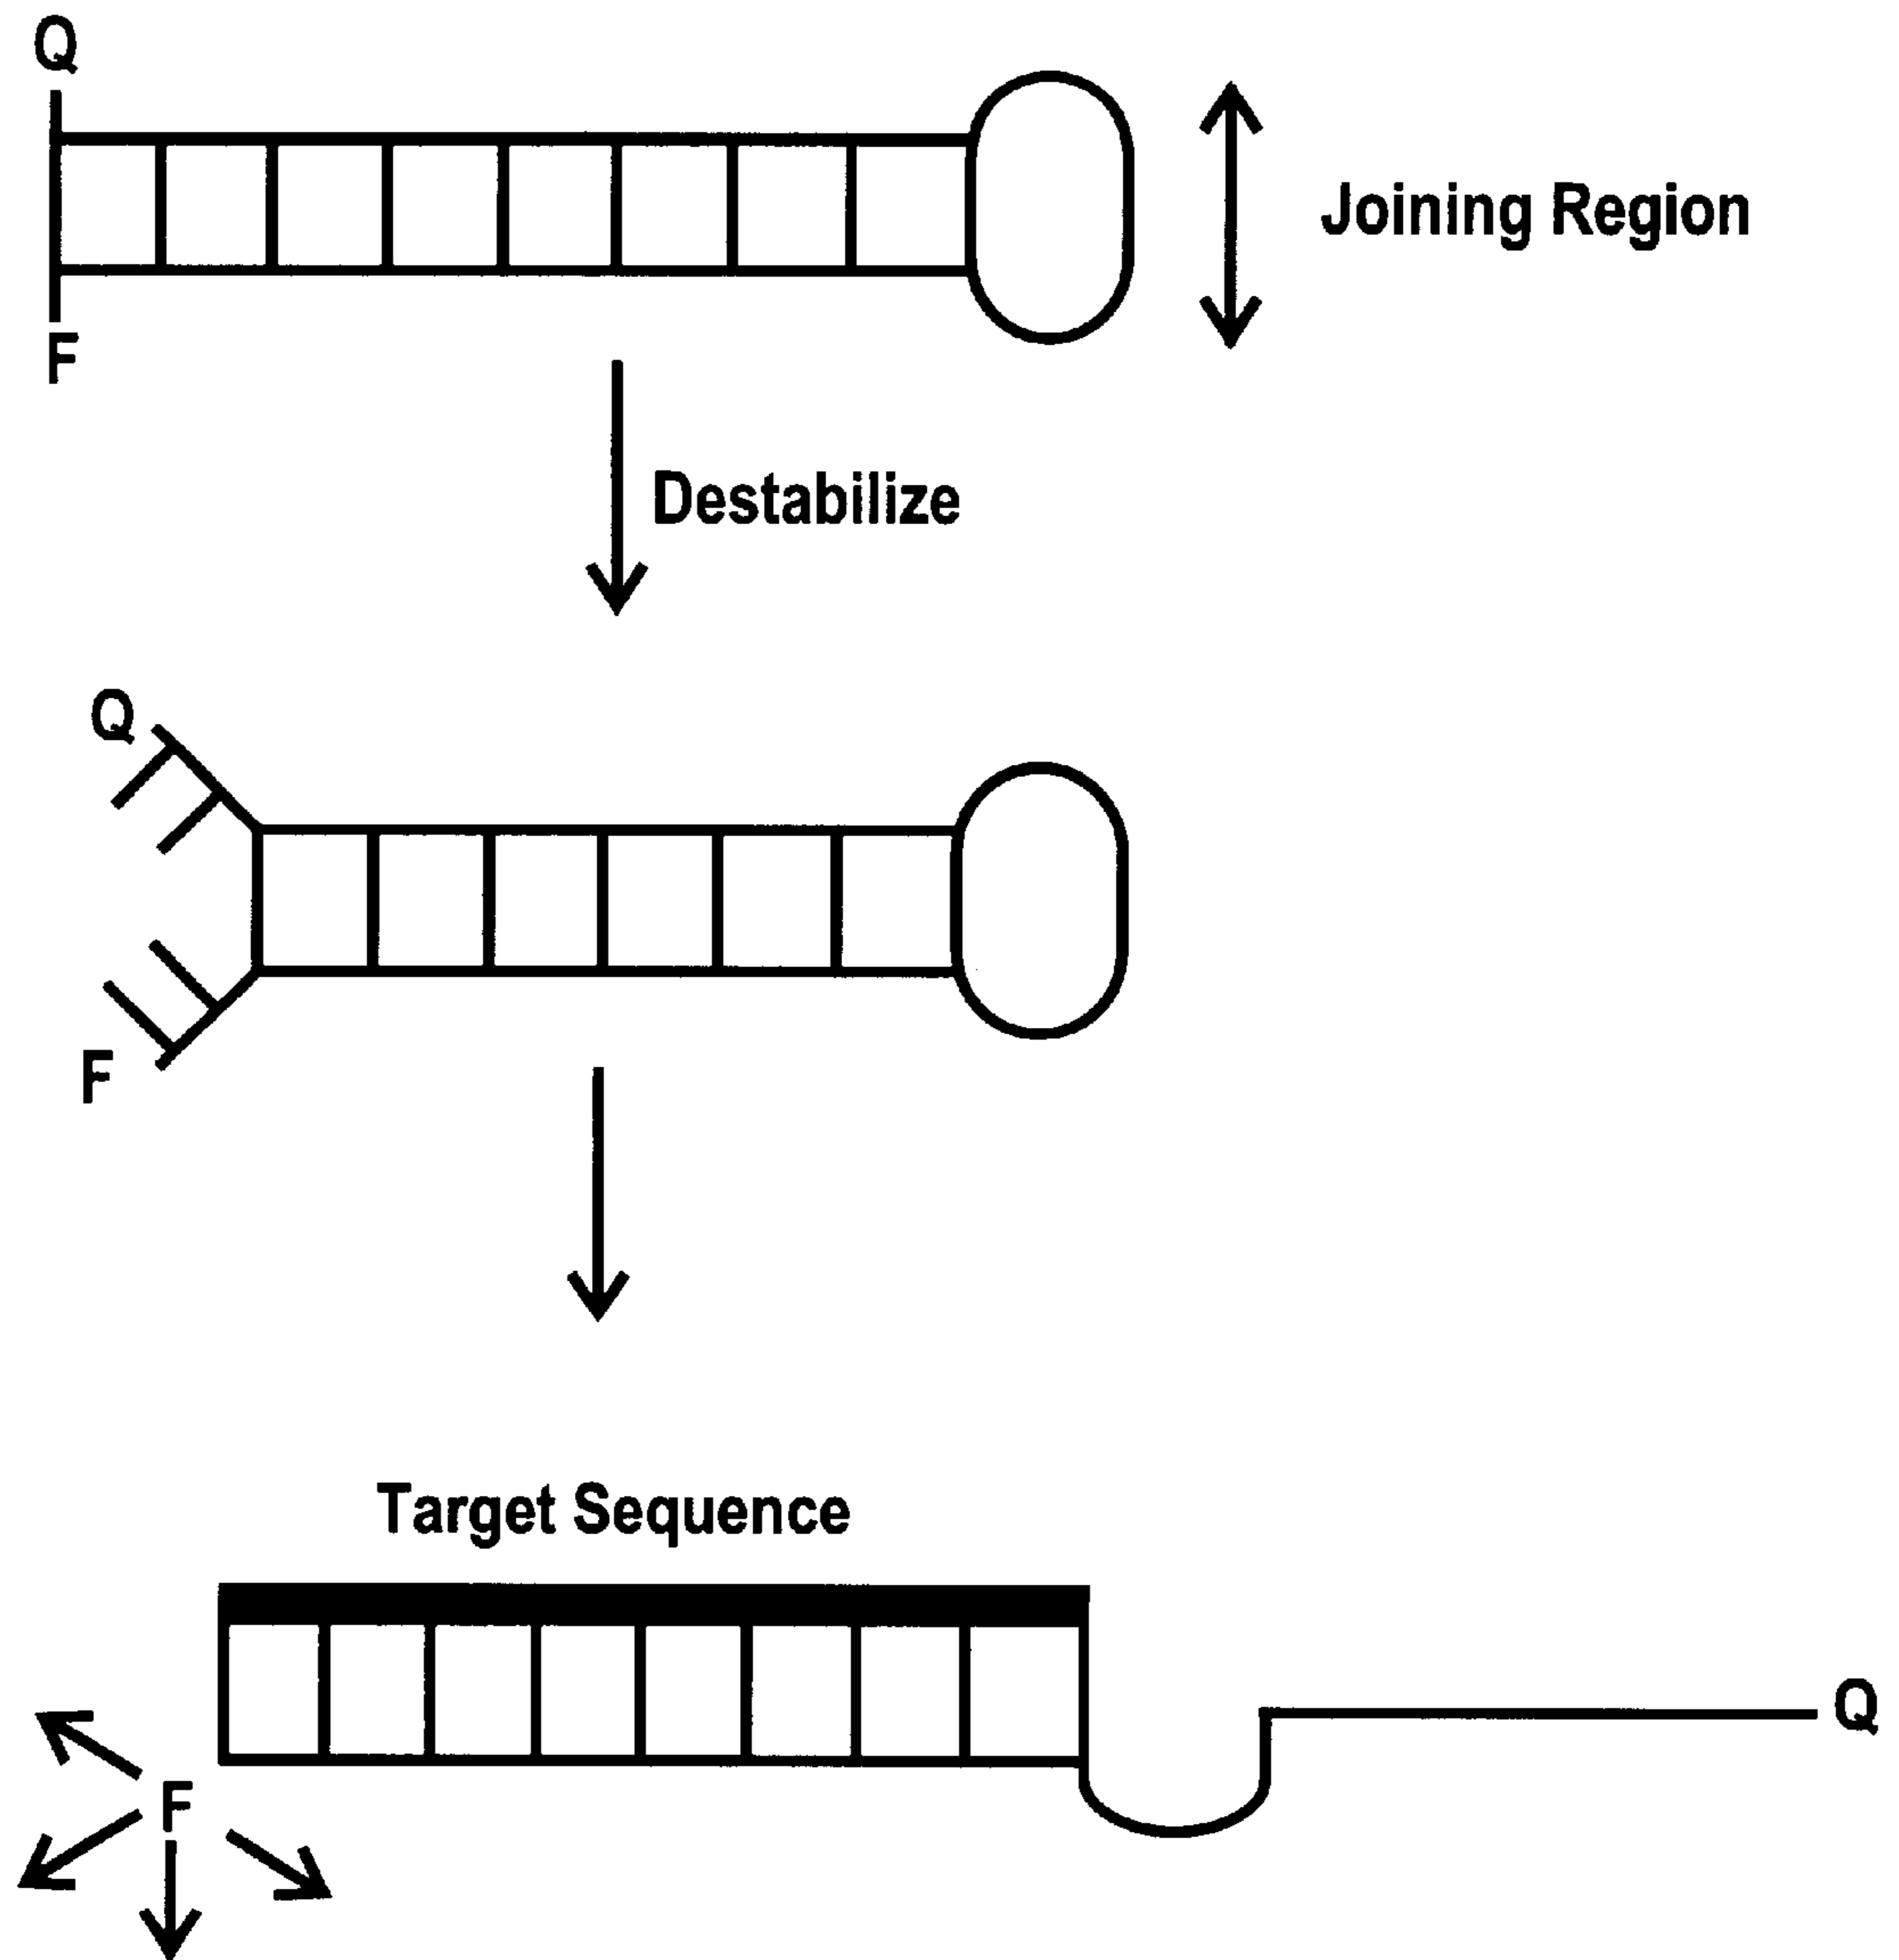 Q
Joining Region
F
Destabilize
Q
F
Target Sequence
Q
F